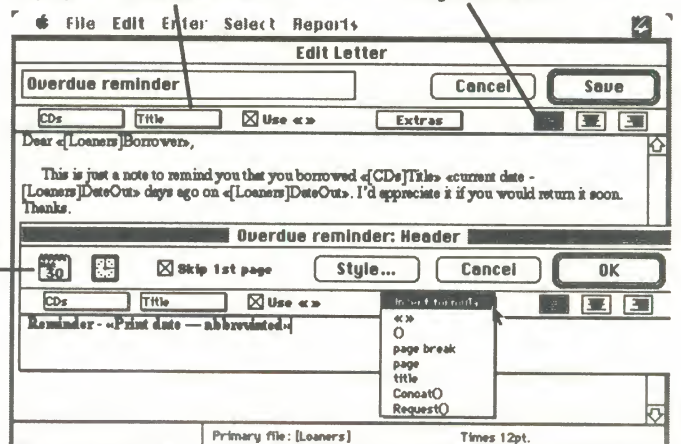 File Edit Enter Select Reports
Edit Letter
Overdue reminder Cancel Save
CDs Title Use «» Extras
Dear «[Loaners]Borrower»,
This is just a note to remind you that you borrowed «[CDs]Title» «current date -
[Loaners]DateOut» days ago on «[Loaners]DateOut». I'd appreciate it if you would return it soon.
Thanks.
Overdue reminder: Header
30 Skip 1st page Style... Cancel OK
CDs Title Use «» Insert formula
Reminder - «Print date — abbreviated»
«»
()
page break
page
title
Concat()
Request()
Primary file: [Loaners] Times 12pt.